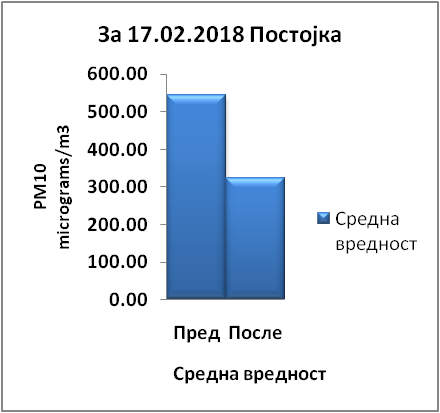 За 17.02.2018 Постојка
PM10
micrograms/m3
600.00
500.00
400.00
300.00
200.00
100.00
0.00
Пред После
Средна вредност
Средна
вредност